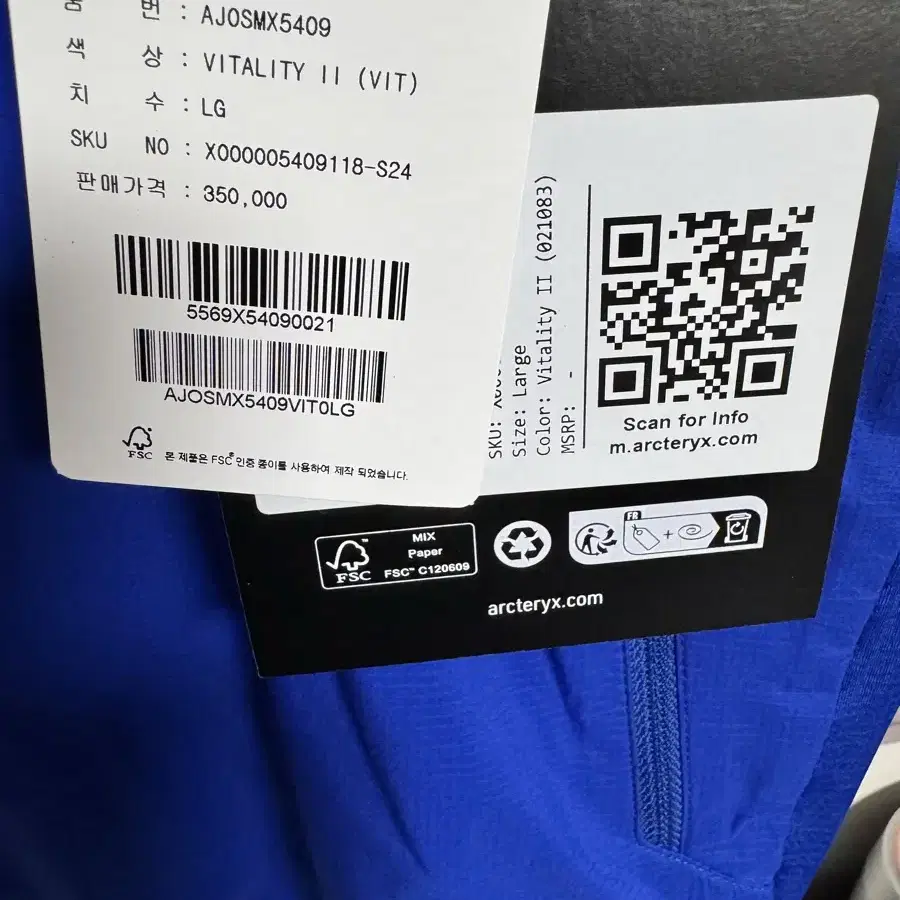 품 번 : AJOSMX5409
색 상 : VITALITY II (VIT)
치 수 : LG
SKU NO : X000005409118-S24
판매가격 : 350,000
5569X54090021
AJOSMX5409VIT0LG
FSC 본 제품은 FSC® 인증 종이를 사용하여 제작 되었습니다.
SKU:
Size: Large
Color: Vitality II (021083)
MSRP: -
Scan for Info
m.arcteryx.com
FSC™
MIX
Paper
FSC™ C120609
FR
arcteryx.com